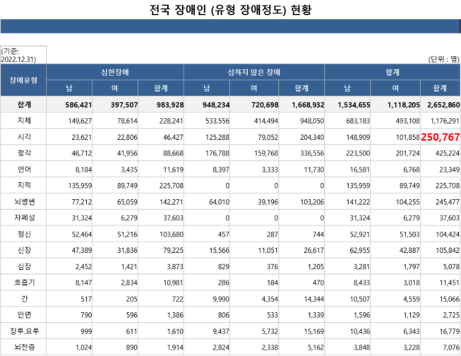 전국 장애인 (유형 장애정도) 현황
(기준:
2022.12.31)
(단위 : 명)
장애유형 심한장애 심하지 않은 장애 합계
남 여 합계 남 여 합계 남 여 합계
합계 586,421 397,507 983,928 948,234 720,698 1,668,932 1,534,655 1,118,205 2,652,860
지체 149,627 78,614 228,241 533,556 414,494 948,050 683,183 493,108 1,176,291
시각 23,621 22,806 46,427 125,288 79,052 204,340 148,909 101,858 250,767
청각 46,712 41,956 88,668 176,788 159,768 336,556 223,500 201,724 425,224
언어 8,184 3,435 11,619 8,397 3,333 11,730 16,581 6,768 23,349
지적 135,959 89,749 225,708 0 0 0 135,959 89,749 225,708
뇌병변 77,212 65,059 142,271 64,010 39,196 103,206 141,222 104,255 245,477
자폐성 31,324 6,279 37,603 0 0 0 31,324 6,279 37,603
정신 52,464 51,216 103,680 457 287 744 52,921 51,503 104,424
신장 47,389 31,836 79,225 15,566 11,051 26,617 62,955 42,887 105,842
심장 2,452 1,421 3,873 829 376 1,205 3,281 1,797 5,078
호흡기 8,147 2,834 10,981 286 184 470 8,433 3,018 11,451
간 517 205 722 9,990 4,354 14,344 10,507 4,559 15,066
안면 790 596 1,386 806 533 1,339 1,596 1,129 2,725
장루.요루 999 611 1,610 9,437 5,732 15,169 10,436 6,343 16,779
뇌전증 1,024 890 1,914 2,824 2,338 5,162 3,848 3,228 7,076